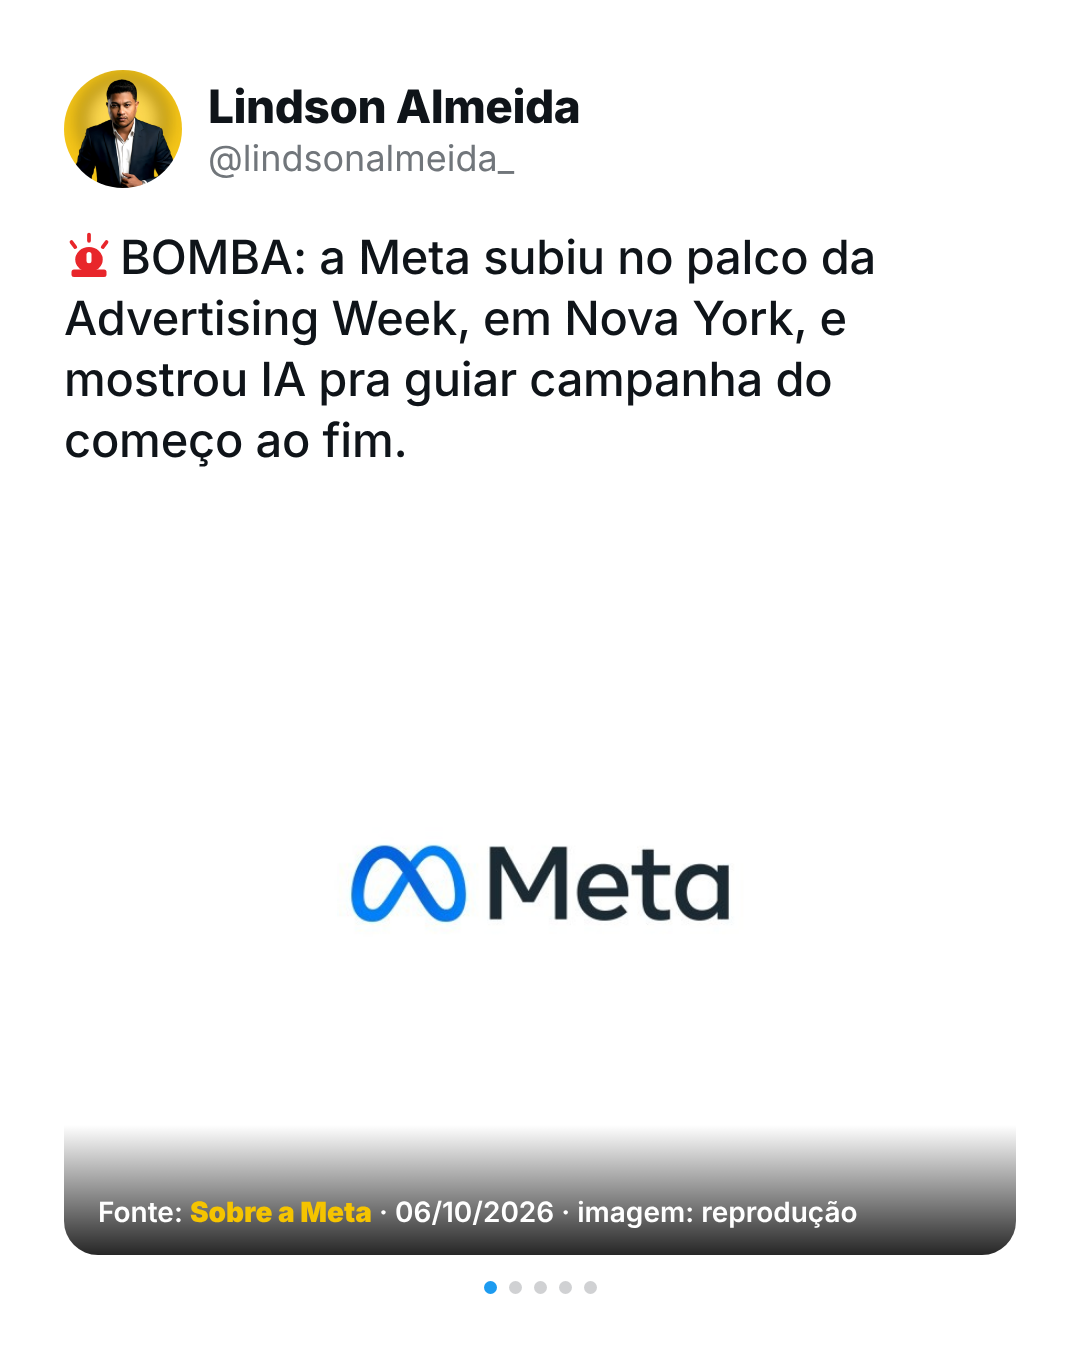 Lindson Almeida
@lindsonalmeida_
🚨 BOMBA: a Meta subiu no palco da
Advertising Week, em Nova York, e
mostrou IA pra guiar campanha do
começo ao fim.
Meta
Fonte: Sobre a Meta · 06/10/2026 · imagem: reprodução